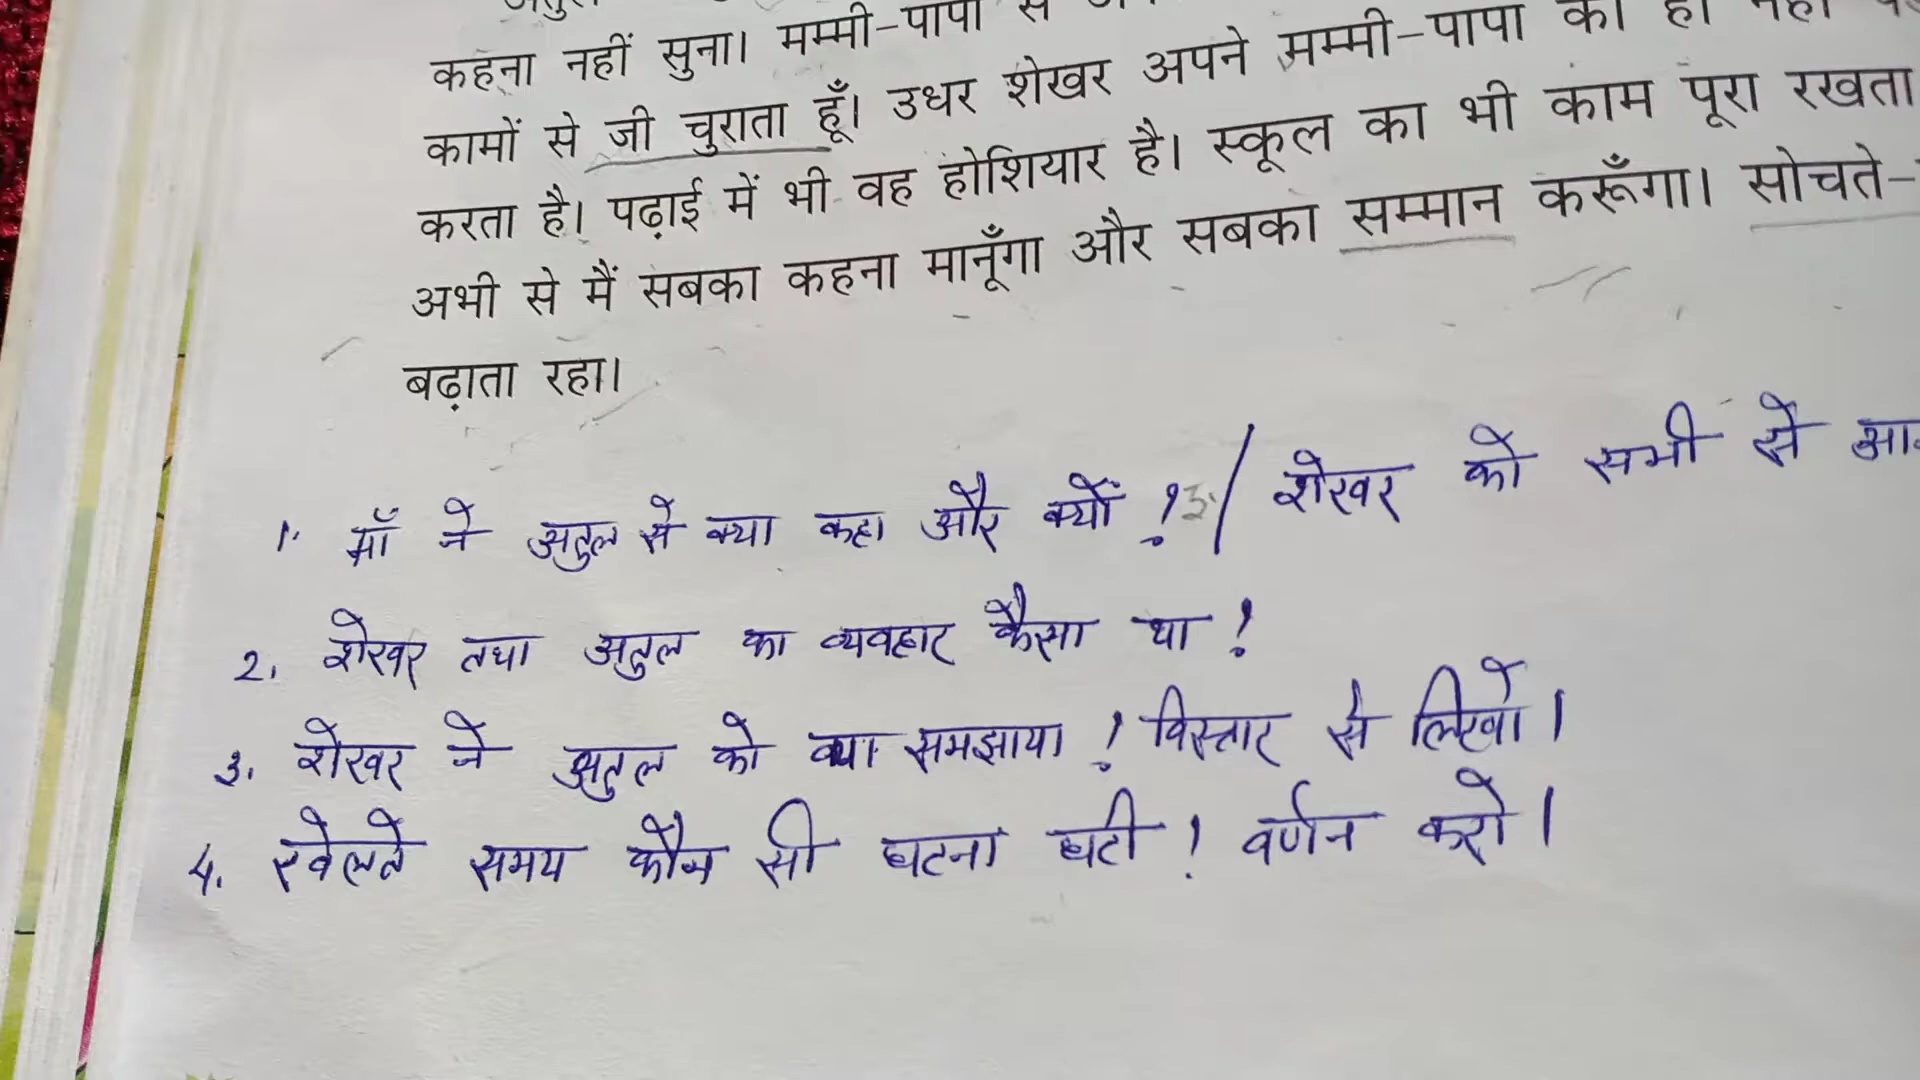 कहना नहीं सुना। मम्मी-पापा से
कामों से जी चुराता हूँ। उधर शेखर अपने मम्मी-पापा का ही नहीं
करता है। पढ़ाई में भी वह होशियार है। स्कूल का भी काम पूरा रखता
अभी से मैं सबका कहना मानूँगा और सबका सम्मान करूँगा। सोचते-
बढ़ाता रहा।
1. माँ ने अतुल से क्या कहा और क्यों ? / शेखर को सभी से
2. शेखर तथा अतुल का व्यवहार कैसा था ?
3. शेखर ने अतुल को क्या समझाया ? विस्तार से लिखो।
4. खेलते समय कौन सी घटना घटी ? वर्णन करो।